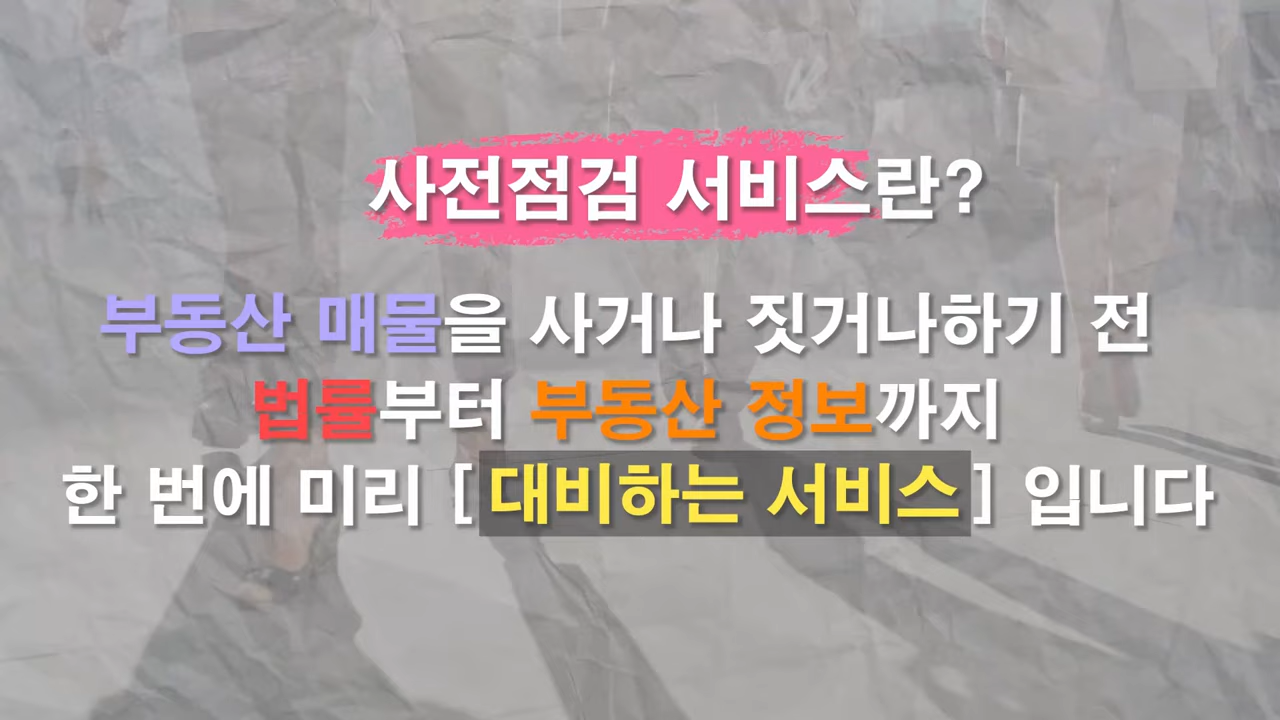 사전점검 서비스란?
부동산 매물을 사거나 짓거나하기 전
법률부터 부동산 정보까지
한 번에 미리 [대비하는 서비스] 입니다